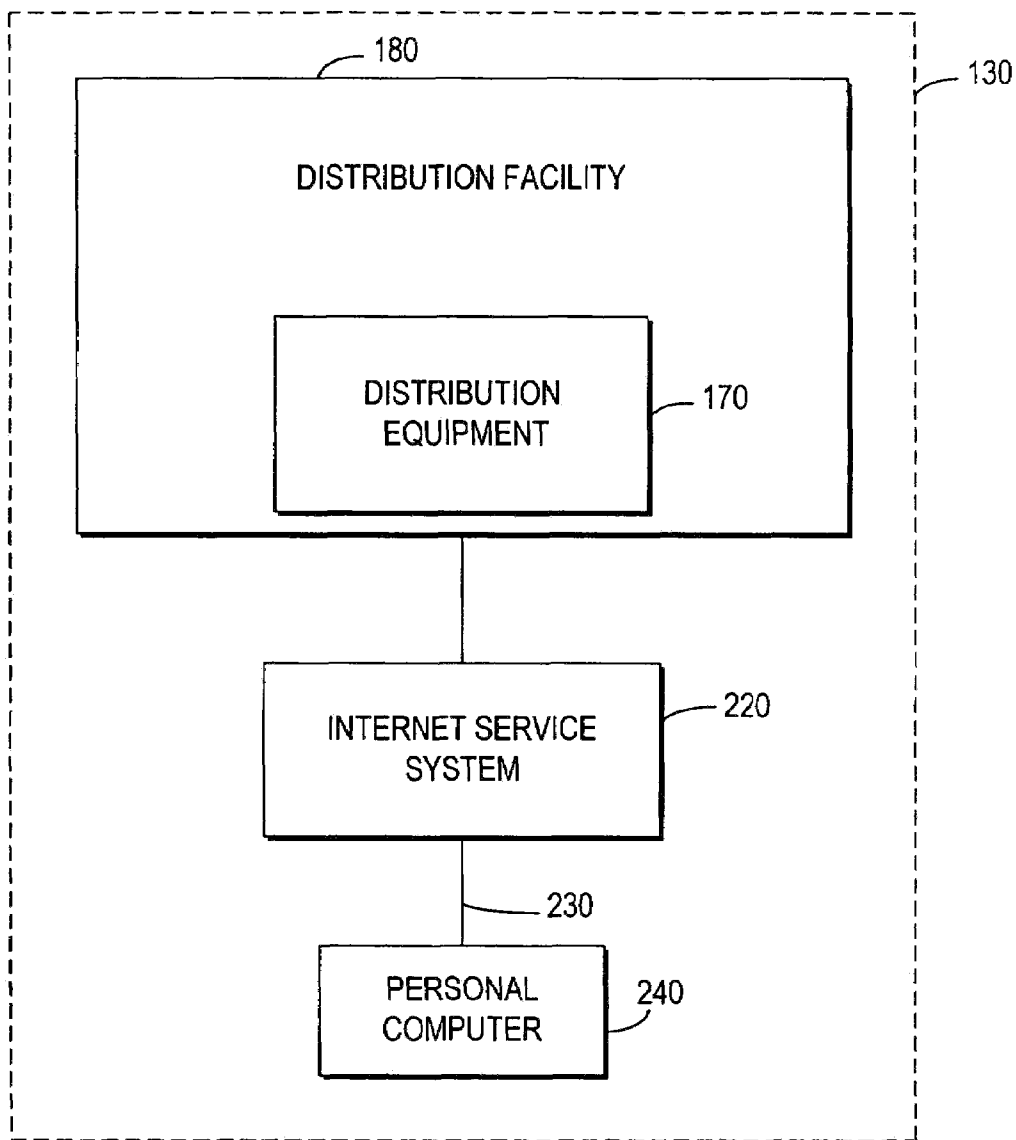 180
130
DISTRIBUTION FACILITY
DISTRIBUTION
EQUIPMENT
170
INTERNET SERVICE
SYSTEM
220
230
PERSONAL
COMPUTER
240